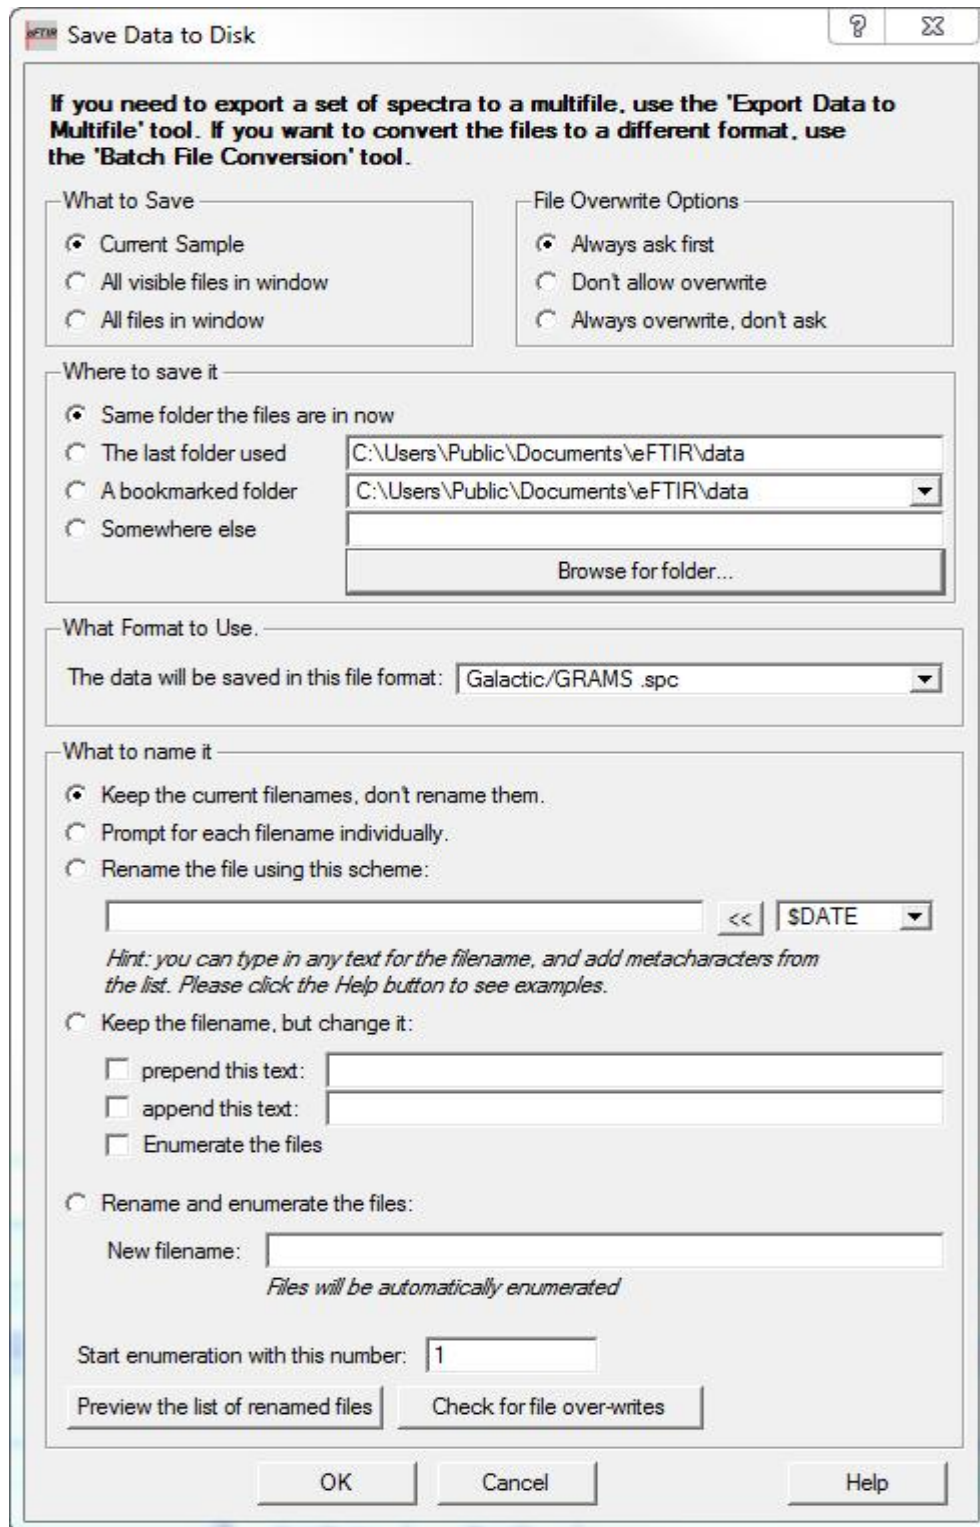 eFTIR Save Data to Disk
If you need to export a set of spectra to a multifile, use the 'Export Data to
Multifile' tool. If you want to convert the files to a different format, use
the 'Batch File Conversion' tool.
What to Save
Current Sample
All visible files in window
All files in window
File Overwrite Options
Always ask first
Don't allow overwrite
Always overwrite, don't ask
Where to save it
Same folder the files are in now
The last folder used C:\Users\Public\Documents\eFTIR\data
A bookmarked folder C:\Users\Public\Documents\eFTIR\data
Somewhere else
Browse for folder...
What Format to Use.
The data will be saved in this file format: Galactic/GRAMS .spc
What to name it
Keep the current filenames, don't rename them.
Prompt for each filename individually.
Rename the file using this scheme:
<< $DATE
Hint: you can type in any text for the filename, and add metacharacters from
the list. Please click the Help button to see examples.
Keep the filename, but change it:
prepend this text:
append this text:
Enumerate the files
Rename and enumerate the files:
New filename:
Files will be automatically enumerated
Start enumeration with this number: 1
Preview the list of renamed files Check for file over-writes
OK Cancel Help